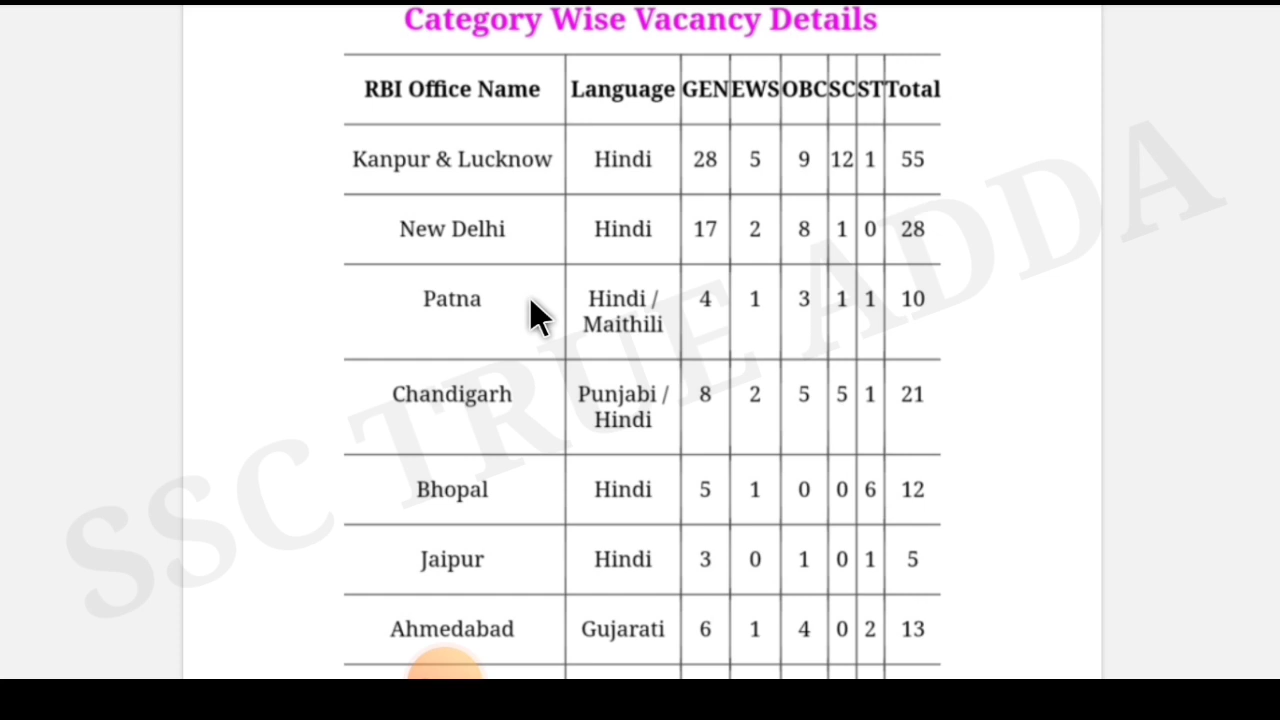 Category Wise Vacancy Details
RBI Office Name Language GEN EWS OBC SC ST Total
Kanpur & Lucknow Hindi 28 5 9 12 1 55
New Delhi Hindi 17 2 8 1 0 28
Patna Hindi / Maithili 4 1 3 1 1 10
Chandigarh Punjabi / Hindi 8 2 5 5 1 21
Bhopal Hindi 5 1 0 0 6 12
Jaipur Hindi 3 0 1 0 1 5
Ahmedabad Gujarati 6 1 4 0 2 13
SSC TRUE ADDA